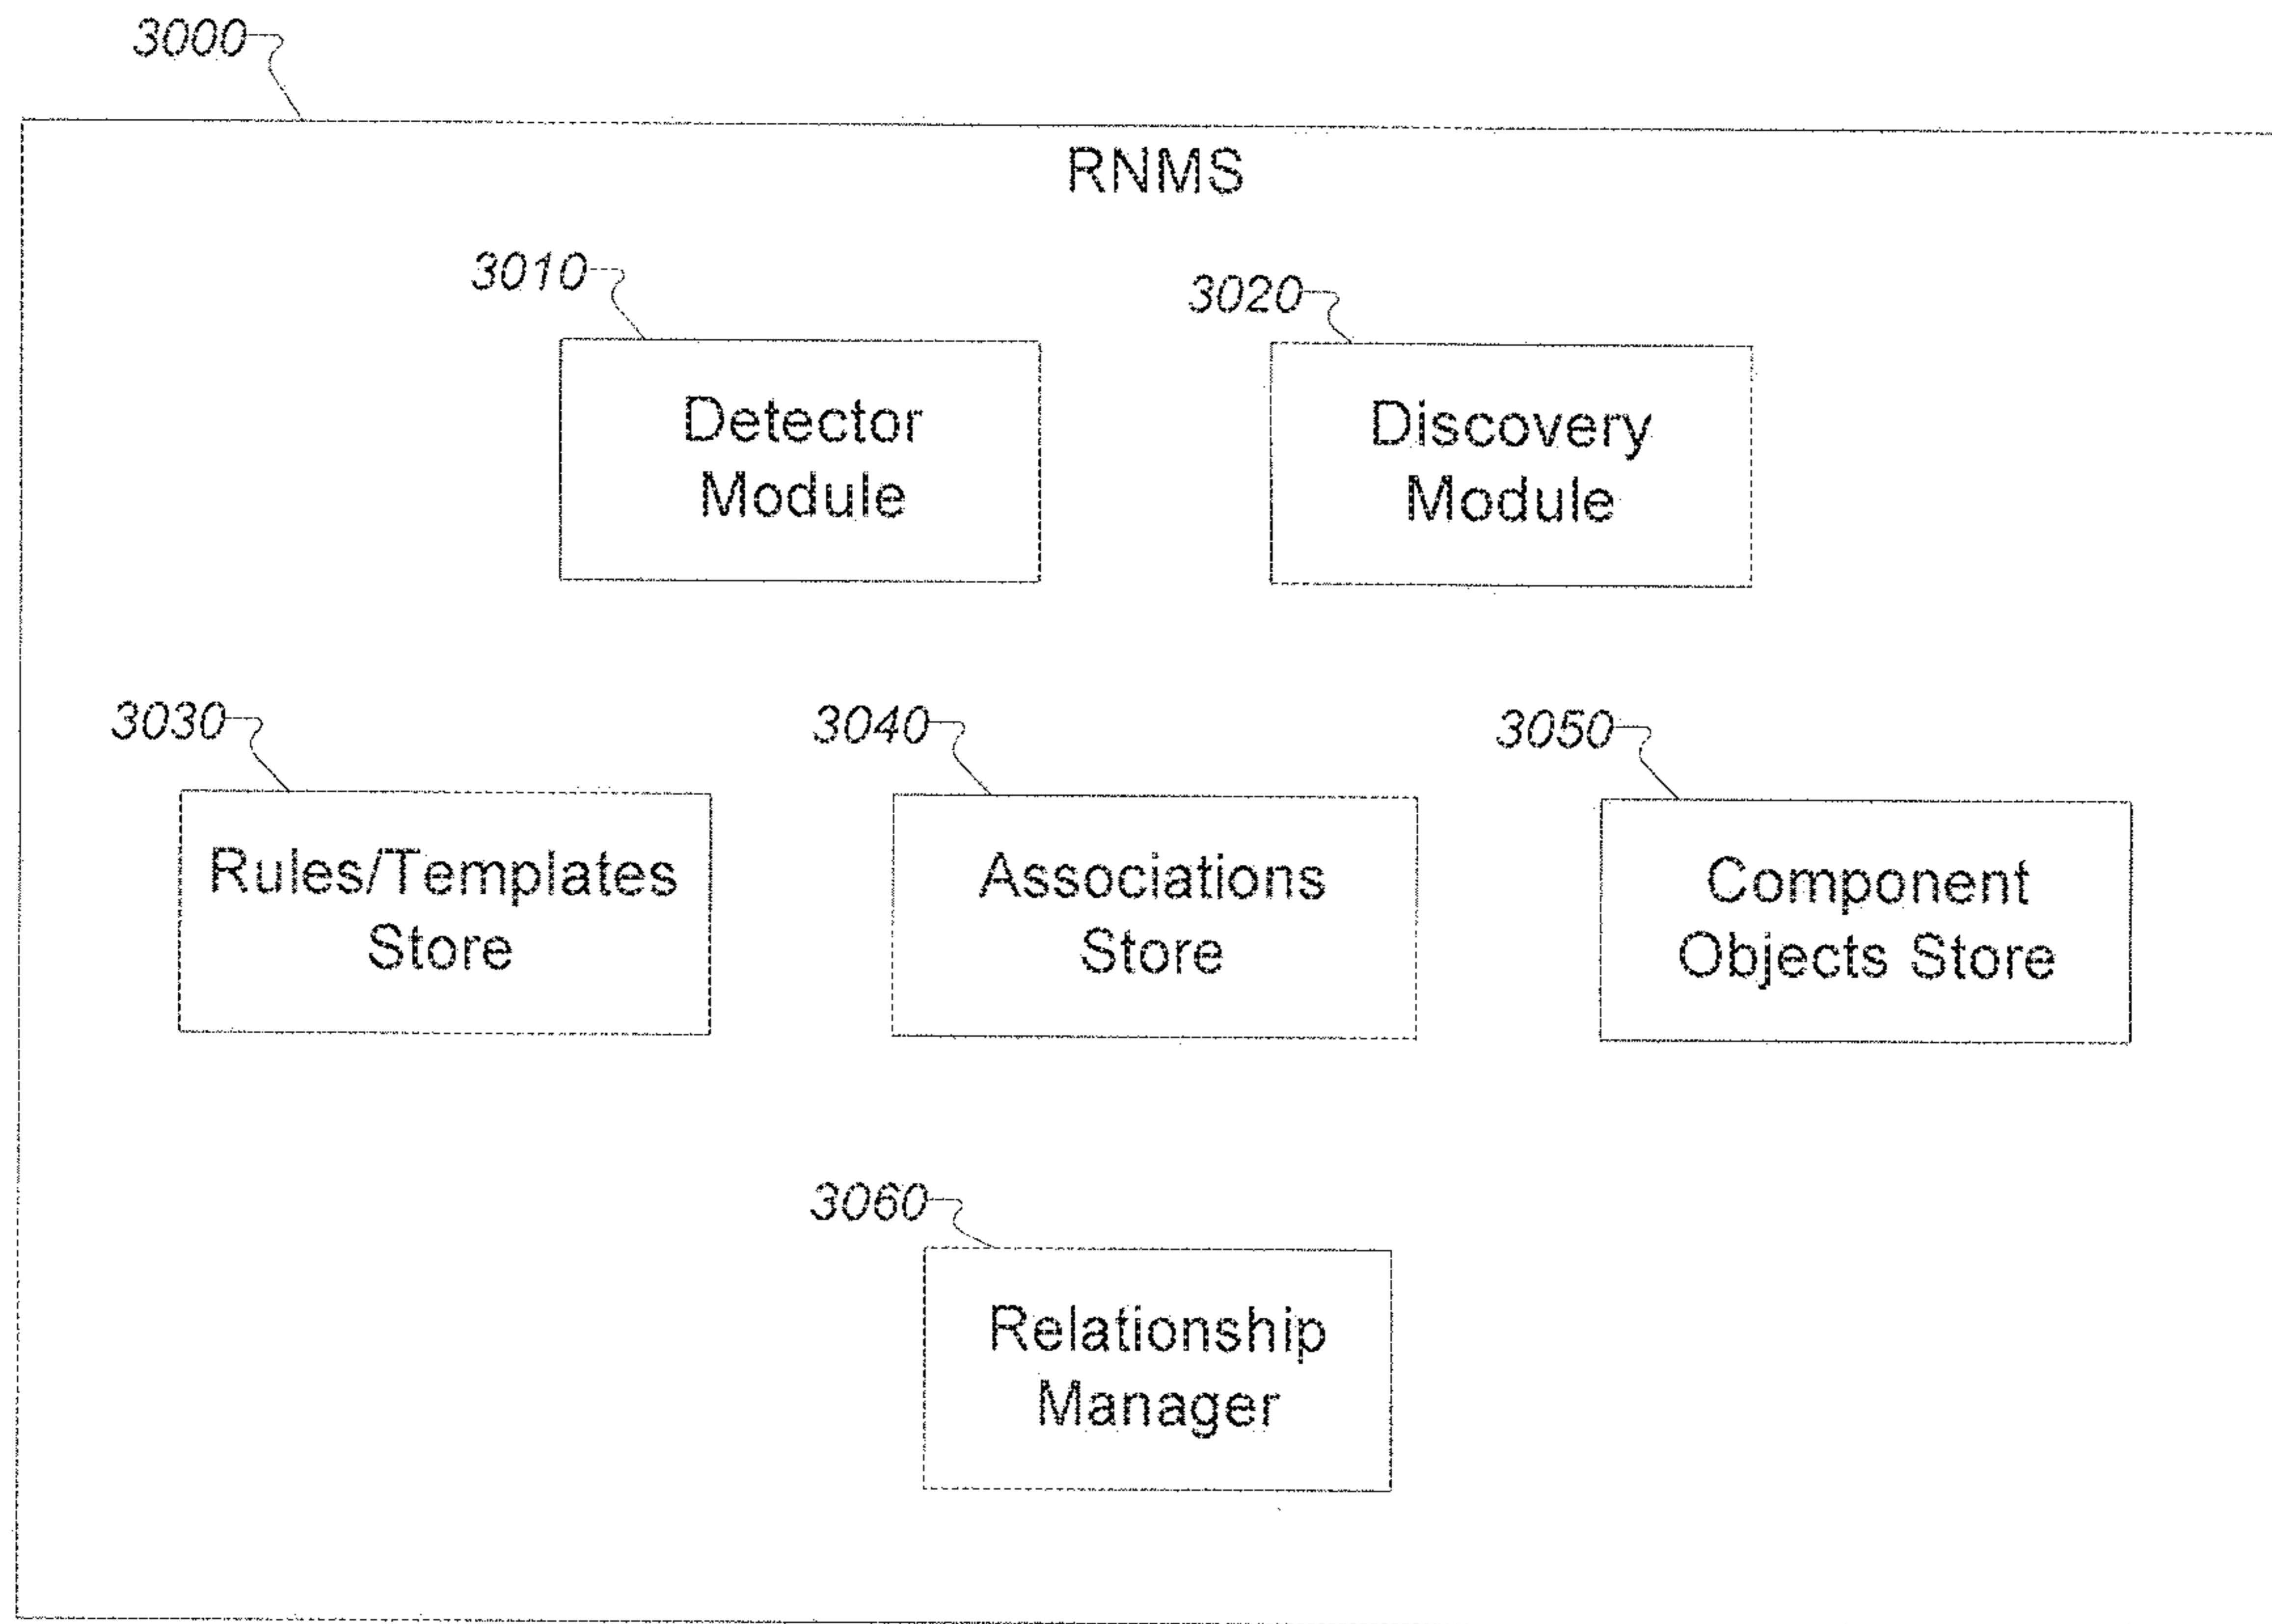 3000
RNMS
3010
3020
Detector
Module
Discovery
Module
3030
3040
3050
Rules/Templates
Store
Associations
Store
Component
Objects Store
3060
Relationship
Manager